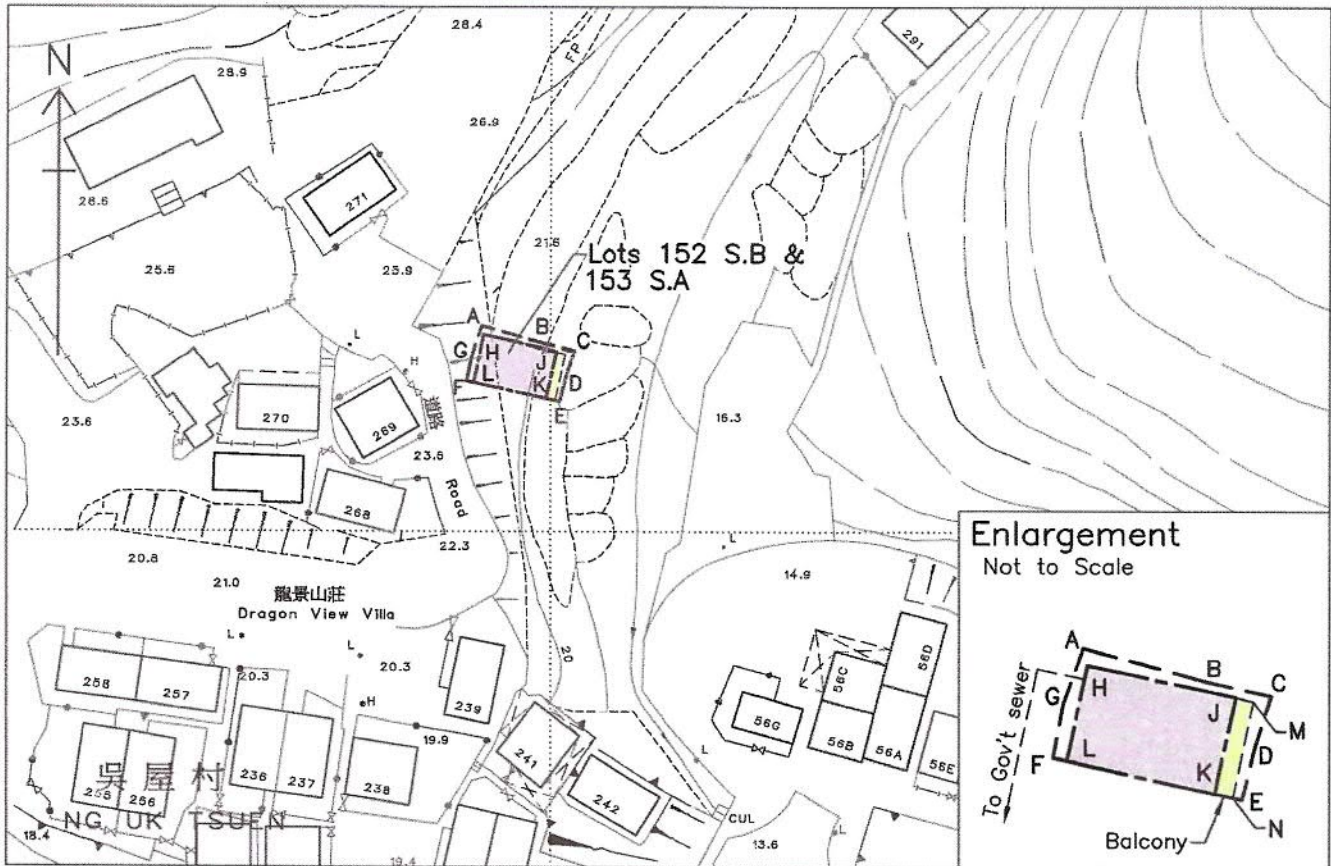 28.4
N
28.9
FP
291
26.9
271
28.6
21.6
Lots 152 S.B &
153 S.A
25.6
23.9
A
B
C
L
G
H
J
H
D
L
K
F
E
道路
16.3
270
269
23.6
23.6
268
Road
22.3
20.8
21.0
龍景山莊
Dragon View Villa
L
14.9
L
L
20.3
20
20.3
258
257
H
239
56D
56C
56G
19.9
236
237
238
241
56B
56A
56E
L
255
256
吳屋村
NG UK TSUEN
242
X
CUL
L
18.4
19.4
13.6
Enlargement
Not to Scale
A
B
C
G
H
J
M
D
L
K
F
E
N
To Gov't sewer
Balcony